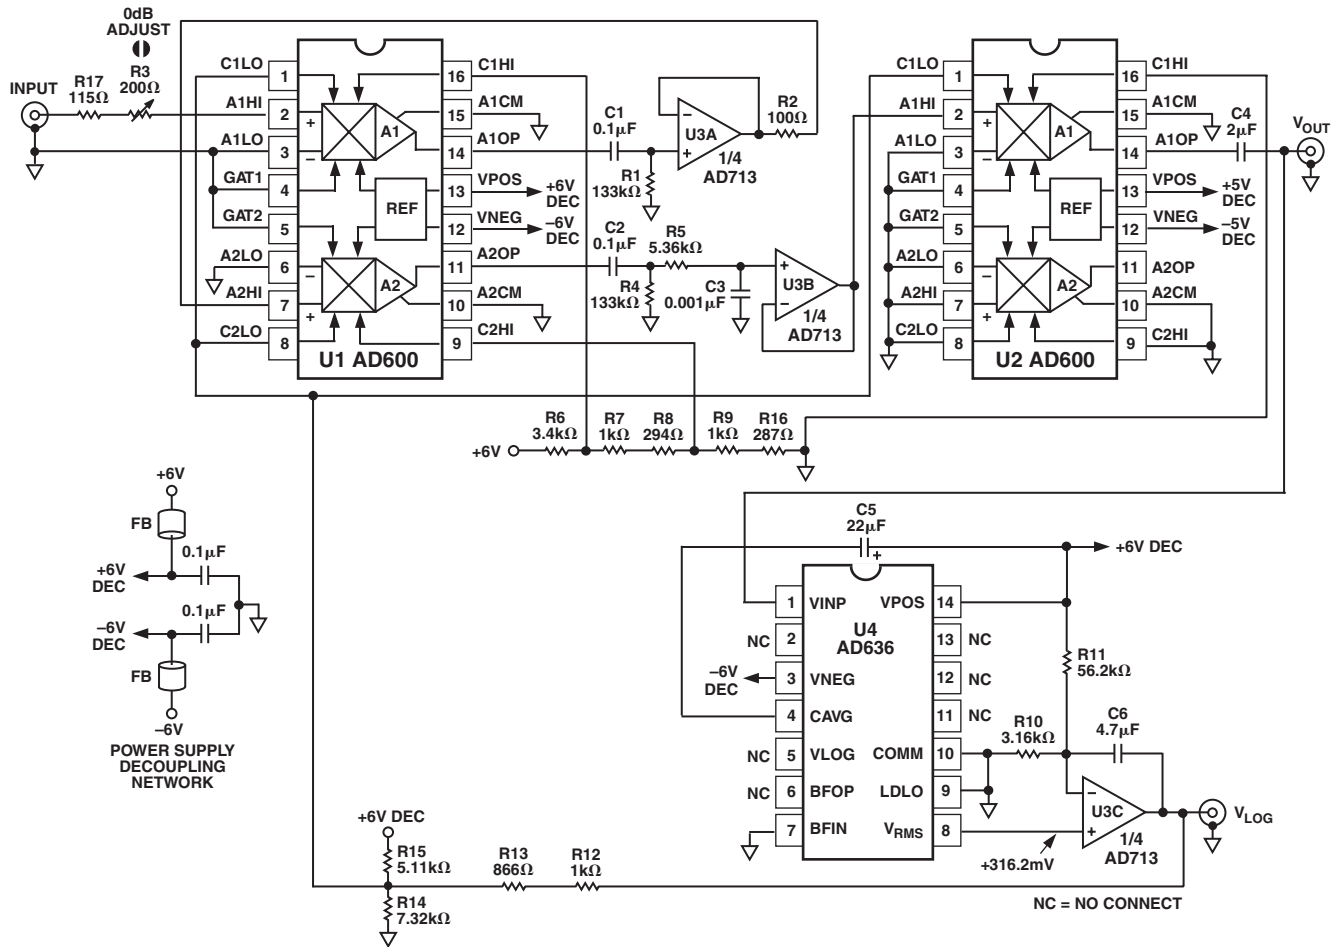 0dB
ADJUST
INPUT
R17
115Ω
R3
200Ω
C1LO
A1HI
A1LO
GAT1
GAT2
A2LO
A2HI
C2LO
1
2
3
4
5
6
7
8
+
–
A1
REF
–
A2
+
16
15
14
13
12
11
10
9
U1 AD600
C1HI
A1CM
A1OP
VPOS
VNEG
A2OP
A2CM
C2HI
+6V
DEC
–6V
DEC
C1
0.1μF
R1
133kΩ
–
U3A
+
1/4
AD713
R2
100Ω
C2
0.1μF
R5
5.36kΩ
R4
133kΩ
C3
0.001μF
+
U3B
–
1/4
AD713
C1LO
A1HI
A1LO
GAT1
GAT2
A2LO
A2HI
C2LO
1
2
3
4
5
6
7
8
+
–
A1
REF
–
A2
+
16
15
14
13
12
11
10
9
U2 AD600
C1HI
A1CM
A1OP
VPOS
VNEG
A2OP
A2CM
C2HI
C4
2μF
VOUT
+5V
DEC
–5V
DEC
+6V
R6
3.4kΩ
R7
1kΩ
R8
294Ω
R9
1kΩ
R16
287Ω
+6V
FB
0.1μF
+6V
DEC
0.1μF
–6V
DEC
FB
–6V
POWER SUPPLY
DECOUPLING
NETWORK
C5
22μF
+
+6V DEC
1 VINP VPOS 14
U4
AD636
NC 2 13 NC
–6V
DEC
3 VNEG 12 NC
4 CAVG 11 NC
NC 5 VLOG COMM 10
NC 6 BFOP LDLO 9
7 BFIN VRMS 8
R11
56.2kΩ
R10
3.16kΩ
C6
4.7μF
–
U3C
+
1/4
AD713
VLOG
+316.2mV
NC = NO CONNECT
+6V DEC
R15
5.11kΩ
R13
866Ω
R12
1kΩ
R14
7.32kΩ